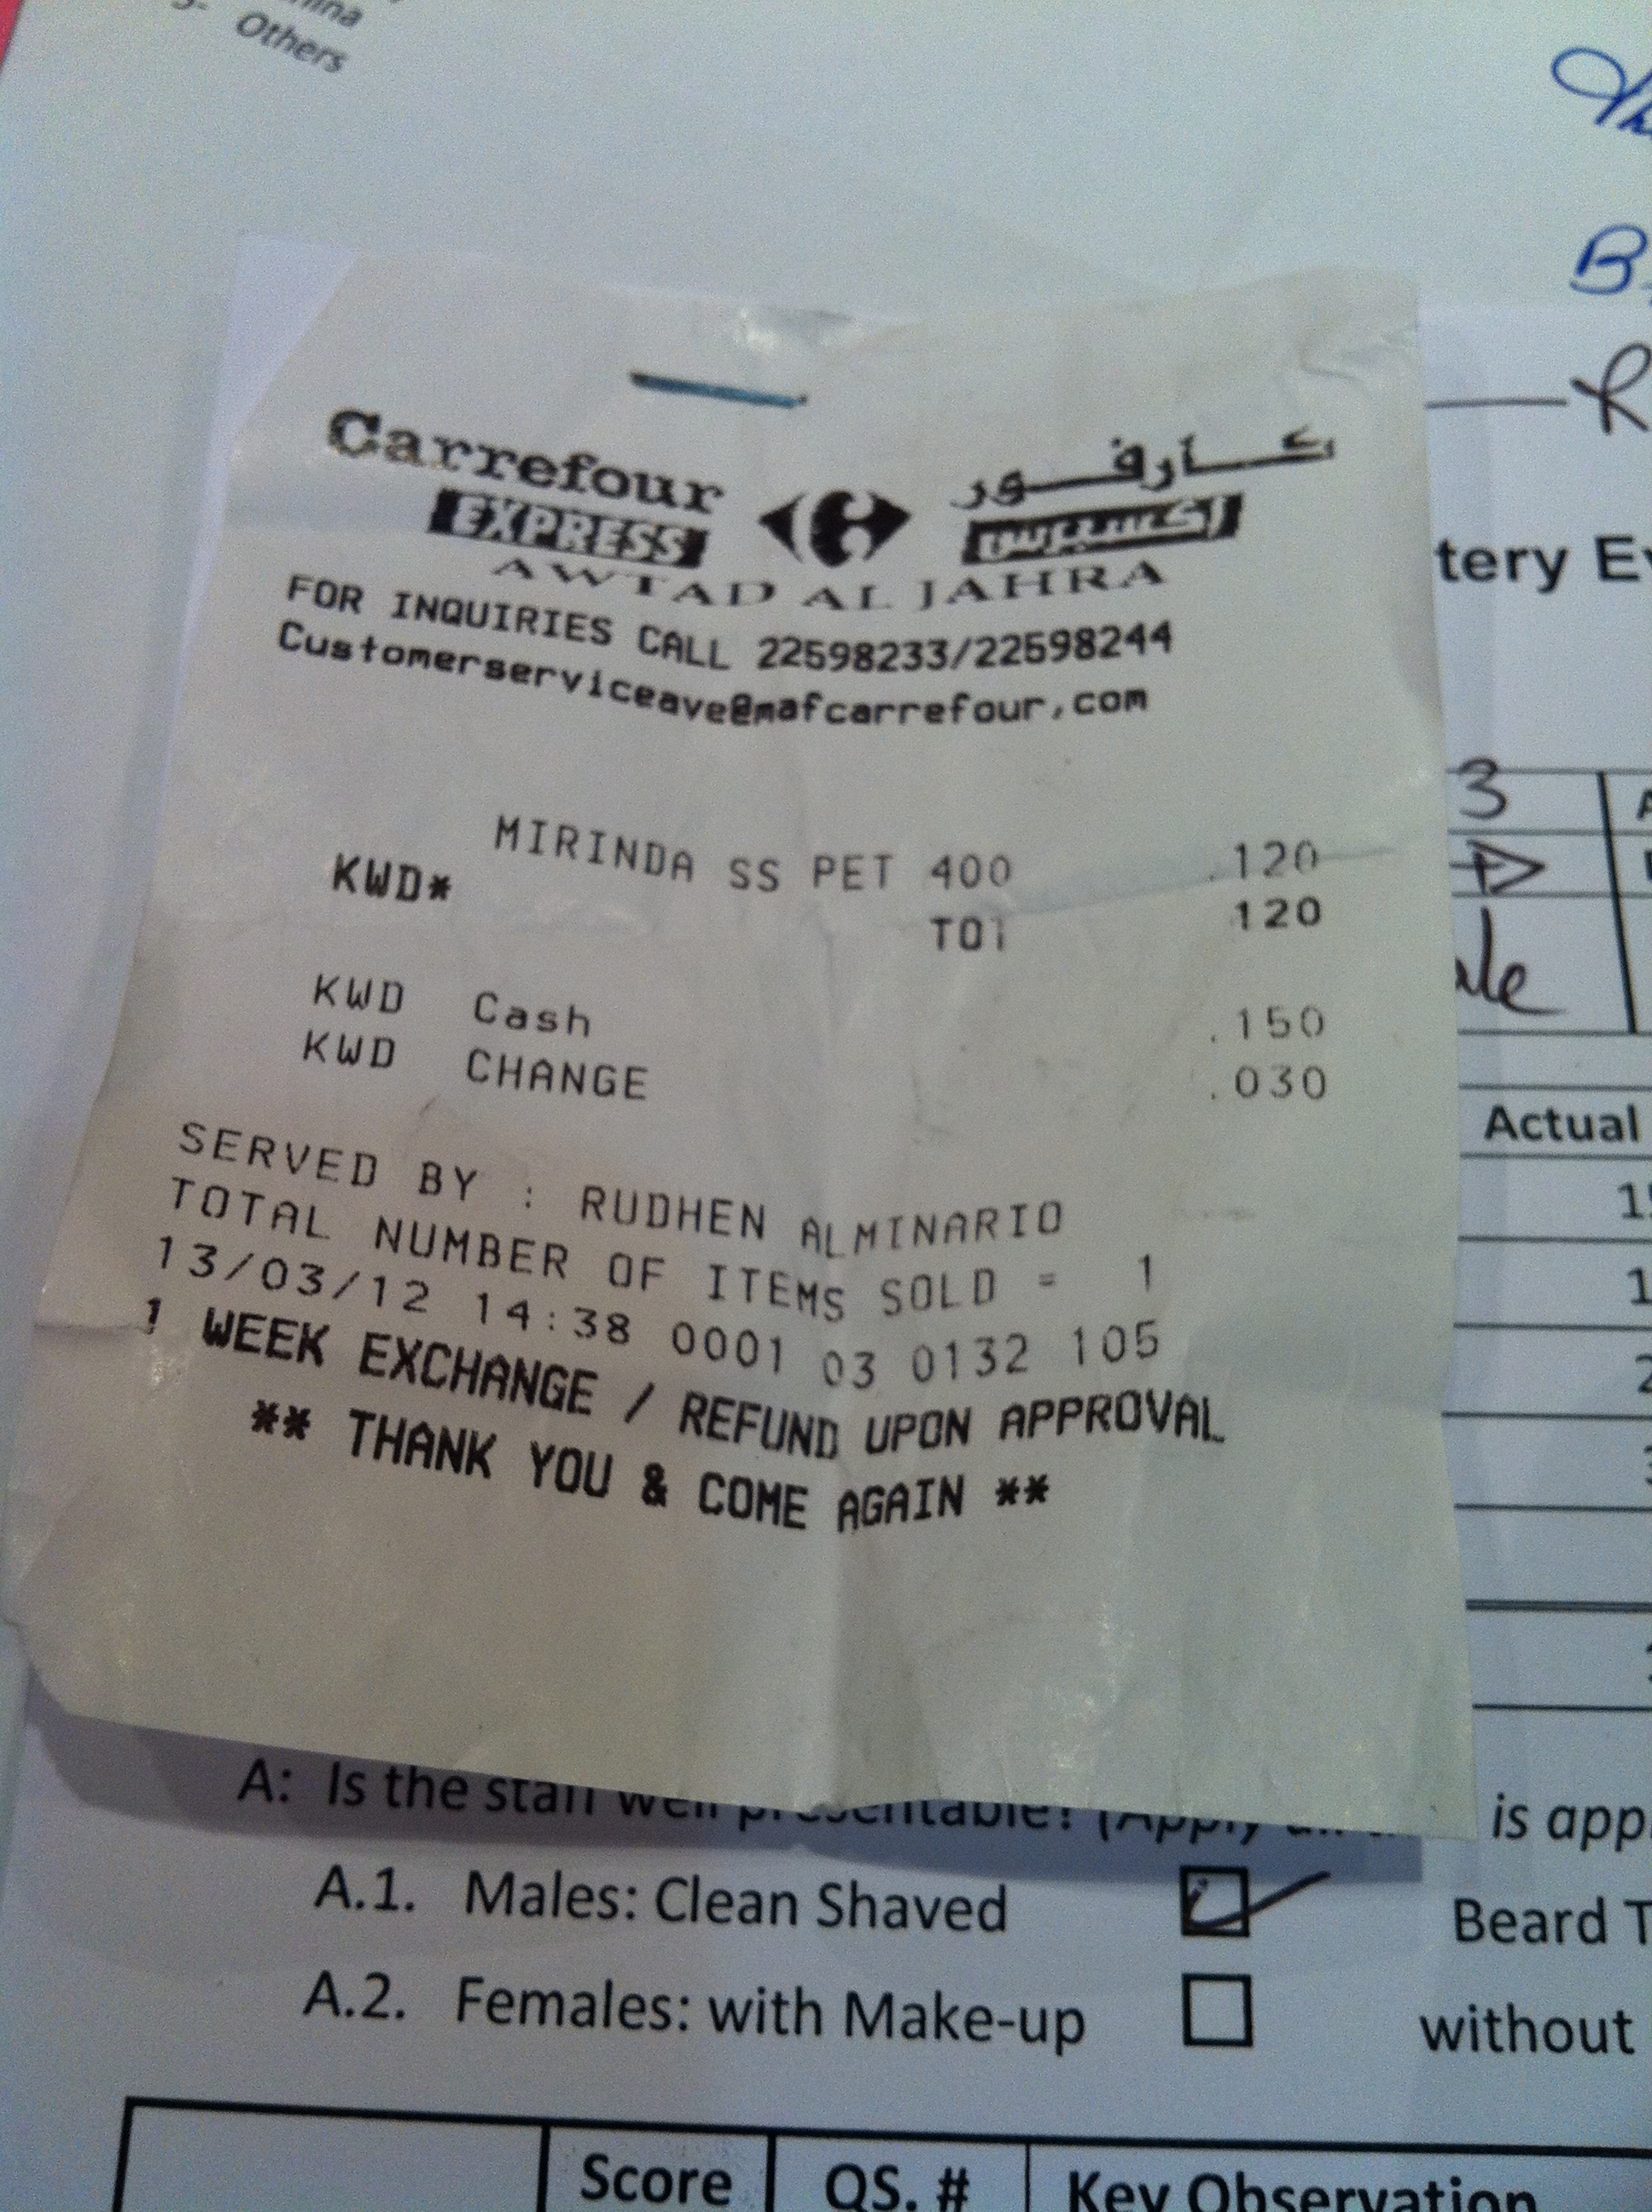 Others
Carrefour كارفور
EXPRESS اكسبرس
AWTAD AL JAHRA
FOR INQUIRIES CALL 22598233/22598244
Customerserviceave@mafcarrefour.com
MIRINDA SS PET 400 .120
KWD* TOT 120
KWD Cash .150
KWD CHANGE .030
SERVED BY : RUDHEN ALMINARIO
TOTAL NUMBER OF ITEMS SOLD = 1
13/03/12 14:38 0001 03 0132 105
1 WEEK EXCHANGE / REFUND UPON APPROVAL
** THANK YOU & COME AGAIN **
tery
3
Actual
A: Is the staff well presentable? (Apply is app
A.1. Males: Clean Shaved Beard T
A.2. Females: with Make-up without
Score QS. # Key Observation